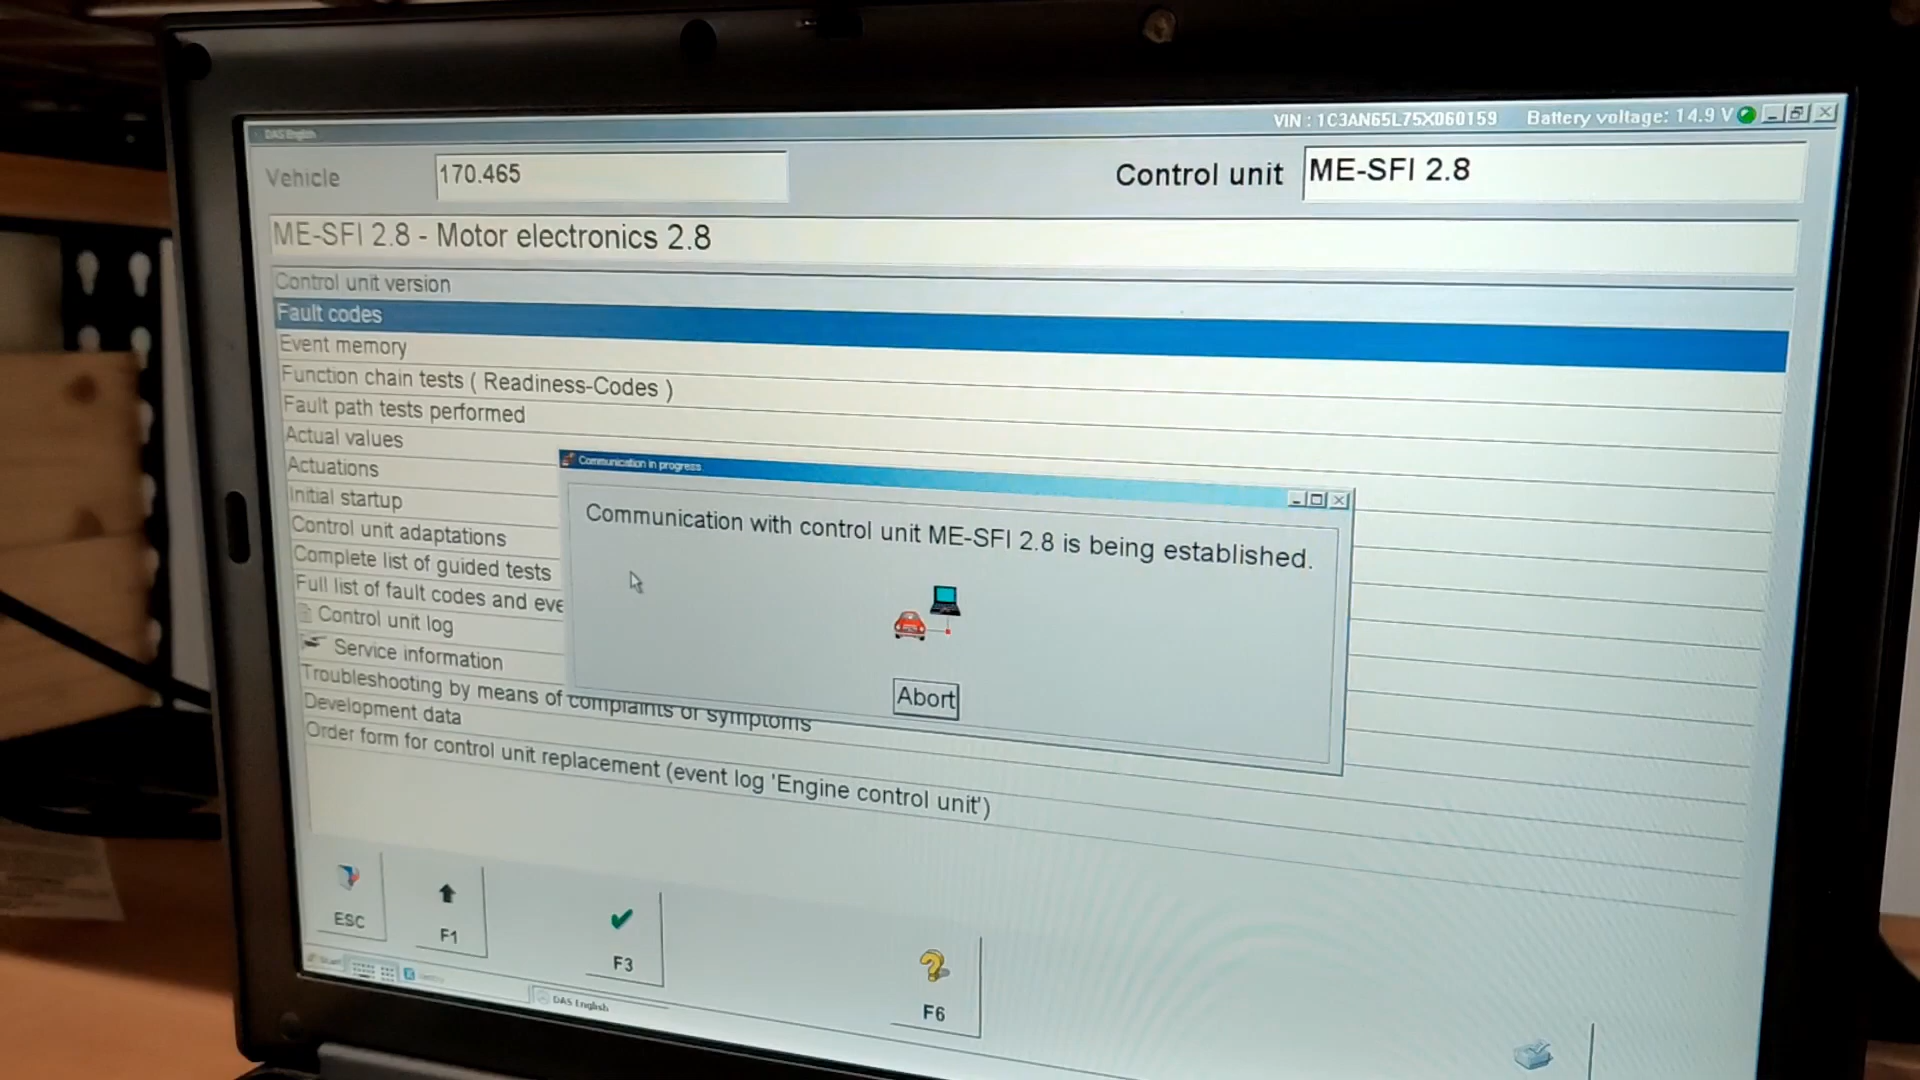 DAS English
VIN : 1C3AN65L75X060159 Battery voltage: 14.9 V
Vehicle 170.465 Control unit ME-SFI 2.8
ME-SFI 2.8 - Motor electronics 2.8
Control unit version
Fault codes
Event memory
Function chain tests ( Readiness-Codes )
Fault path tests performed
Actual values
Actuations
Initial startup
Control unit adaptations
Complete list of guided tests
Full list of fault codes and eve
Control unit log
Service information
Troubleshooting by means of complaints or symptoms
Development data
Order form for control unit replacement (event log 'Engine control unit')
Communication in progress.
Communication with control unit ME-SFI 2.8 is being established.
Abort
ESC
F1
F3
F6
Start
DAS English